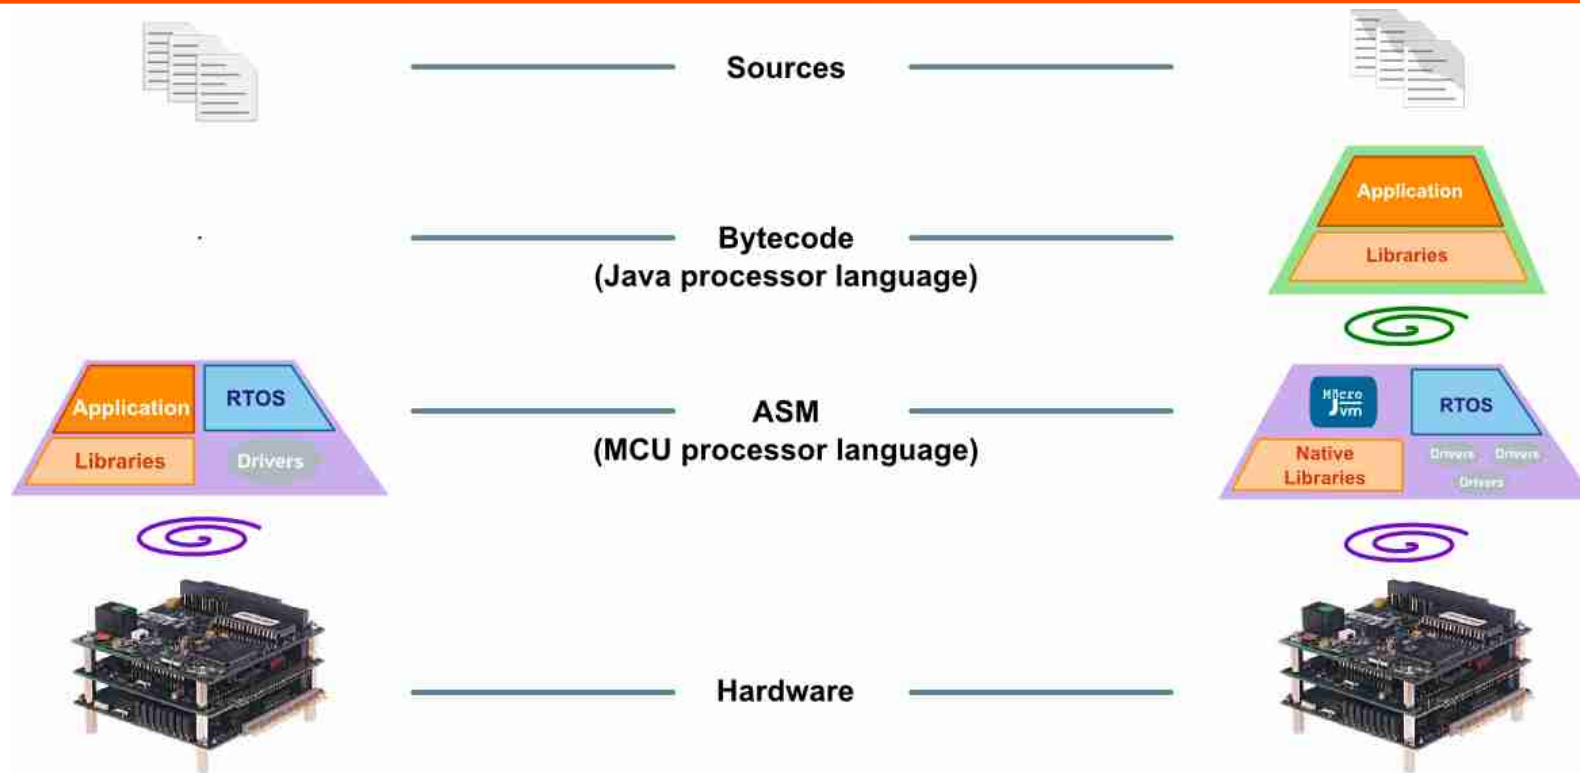 Sources
Application
Libraries
Bytecode
(Java processor language)
Application
RTOS
Libraries
Drivers
ASM
(MCU processor language)
Micro
Jvm
RTOS
Native
Libraries
Drivers
Drivers
Drivers
Hardware